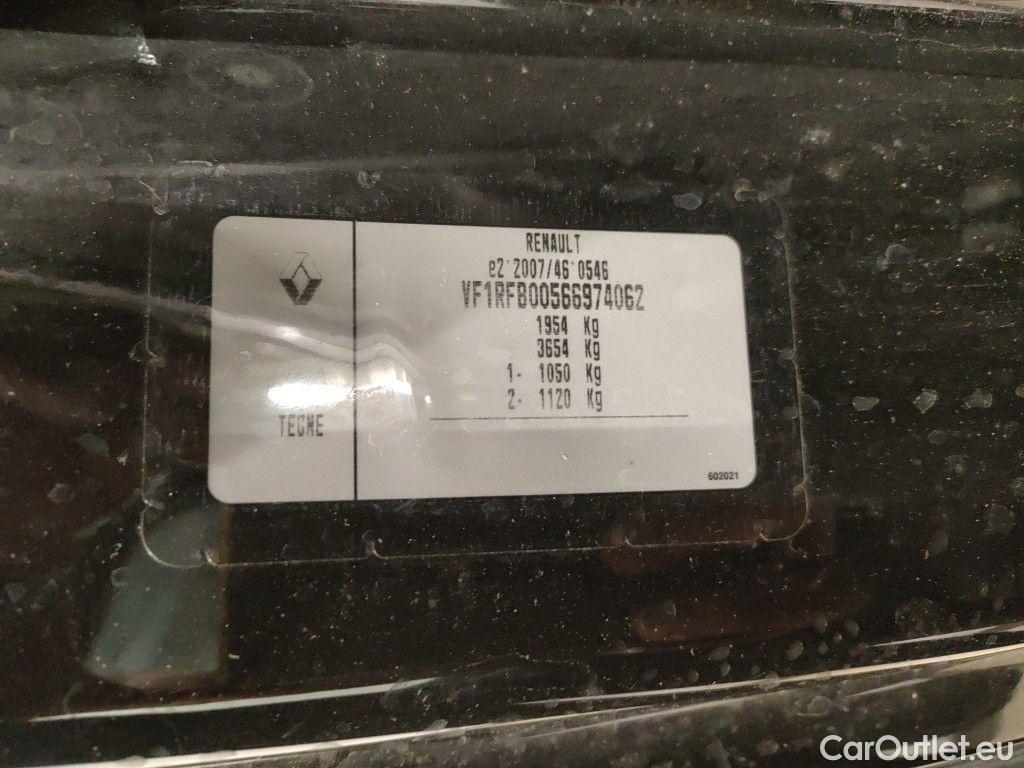 RENAULT
e2*2007/46*0546
VF1RFB00566974062
1954 Kg
3654 Kg
1- 1050 Kg
2- 1120 Kg
TECNE
602021
CarOutlet.eu